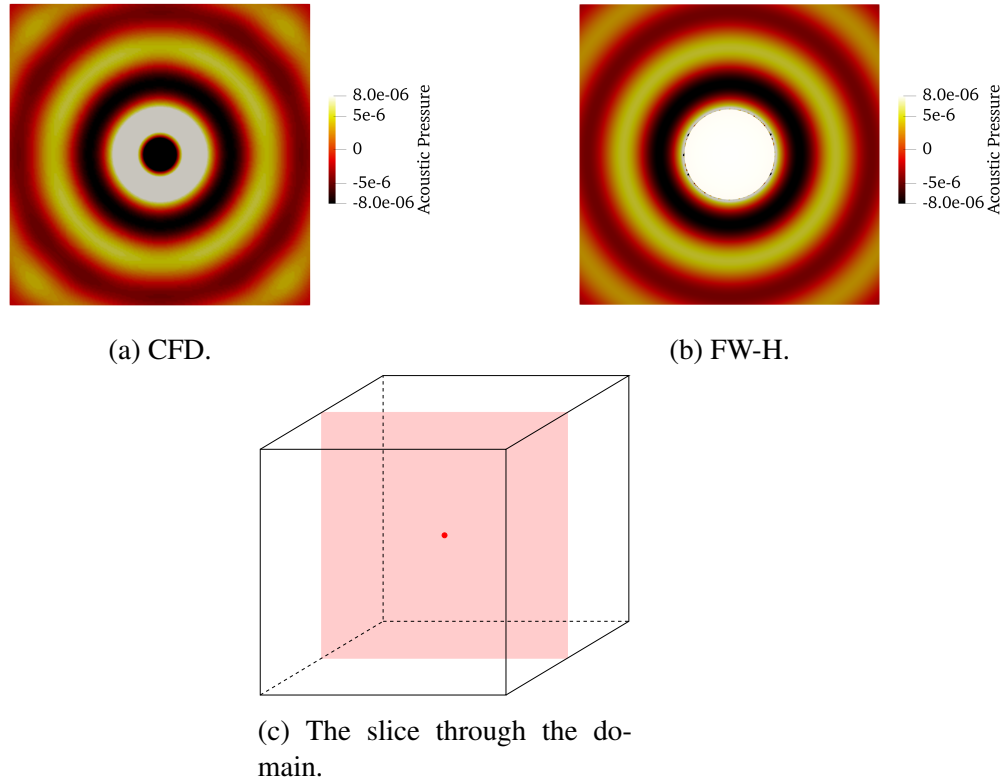 8.0e-06
5e-6
0
-5e-6
-8.0e-06
Acoustic Pressure
8.0e-06
5e-6
0
-5e-6
-8.0e-06
Acoustic Pressure
(a) CFD.
(b) FW-H.
(c) The slice through the do-
main.